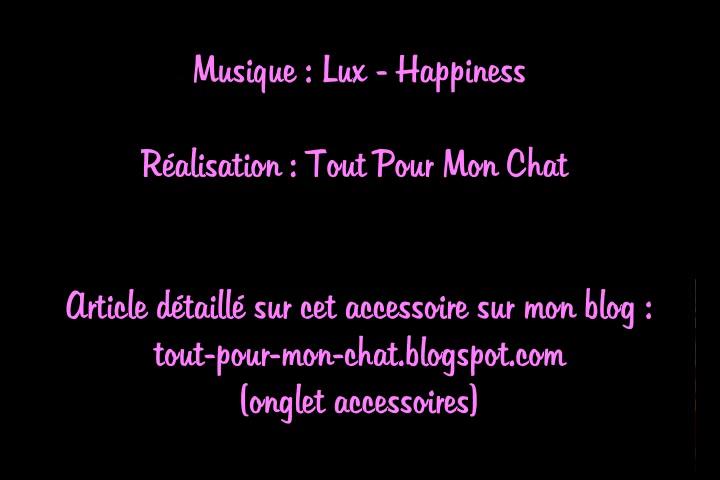 Musique : Lux - Happiness
Réalisation : Tout Pour Mon Chat
Article détaillé sur cet accessoire sur mon blog :
tout-pour-mon-chat.blogspot.com
(onglet accessoires)